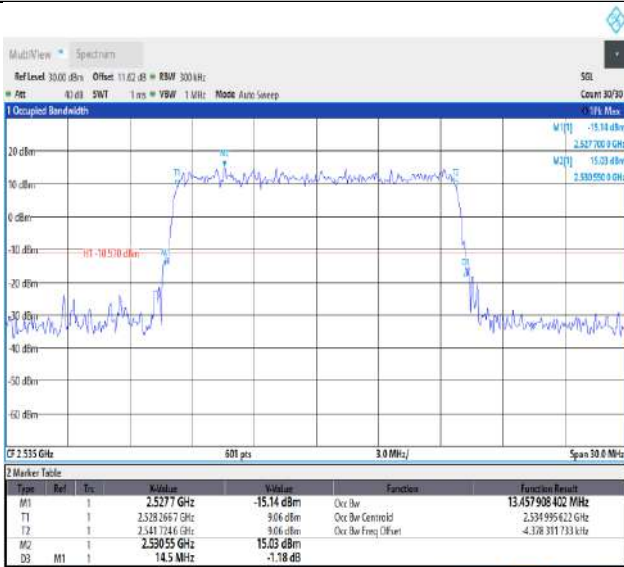 MultiView Spectrum
Ref Level 30.00 dBm Offset 11.62 dB RBW 300 kHz SGL
Att 40 dB SWT 1 ms VBW 1 MHz Mode Auto Sweep Count 30/30
1 Occupied Bandwidth 1Pk Max
M1[1] -15.14 dBm
2.527 700 0 GHz
M2[1] 15.03 dBm
2.530 550 0 GHz
20 dBm
T1 M2 T2
10 dBm
0 dBm
-10 dBm
H1 -10.570 dBm M1
D3
-20 dBm
-30 dBm
-40 dBm
-50 dBm
-60 dBm
CF 2.535 GHz 601 pts 3.0 MHz/ Span 30.0 MHz
2 Marker Table
Type Ref Trc X-Value Y-Value Function Function Result
M1 1 2.5277 GHz -15.14 dBm Occ Bw 13.457 908 402 MHz
T1 1 2.528 266 7 GHz 9.06 dBm Occ Bw Centroid 2.534 995 622 GHz
T2 1 2.541 724 6 GHz 9.06 dBm Occ Bw Freq Offset -4.378 311 733 kHz
M2 1 2.53055 GHz 15.03 dBm
D3 M1 1 14.5 MHz -1.18 dB